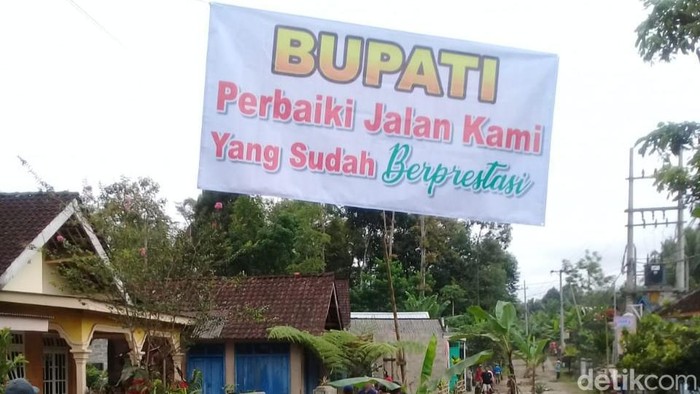 BUPATI
Perbaiki Jalan Kami
Yang Sudah Berprestasi
detikcom